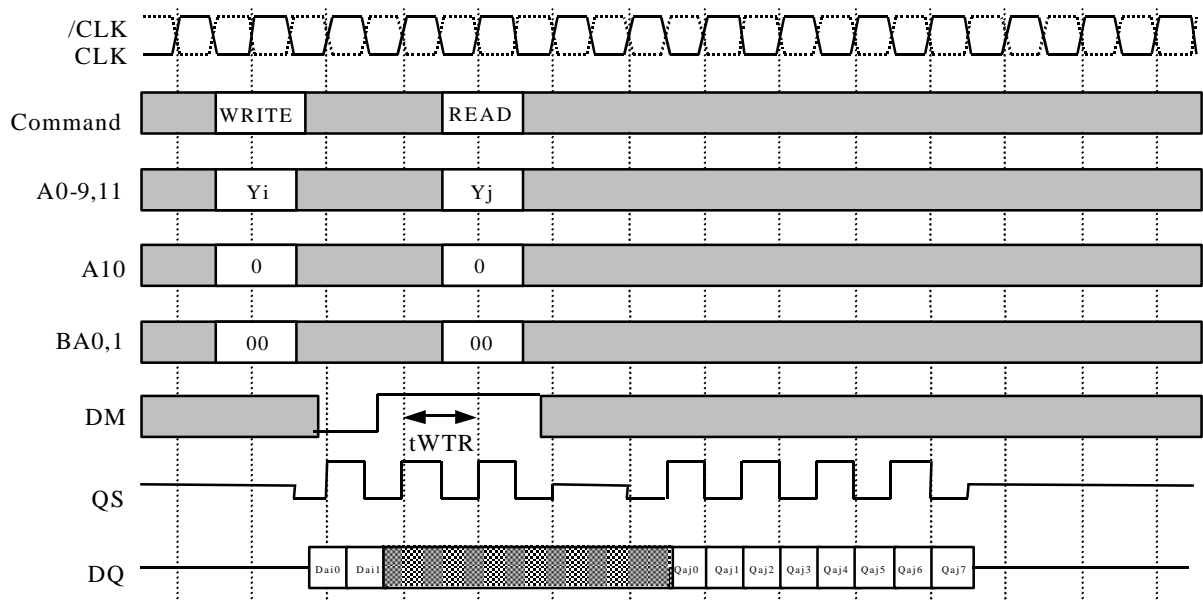 /CLK
CLK
Command WRITE READ
A0-9,11 Yi Yj
A10 0 0
BA0,1 00 00
DM
tWTR
QS
DQ Dai0 Dai1 Qaj0 Qaj1 Qaj2 Qaj3 Qaj4 Qaj5 Qaj6 Qaj7